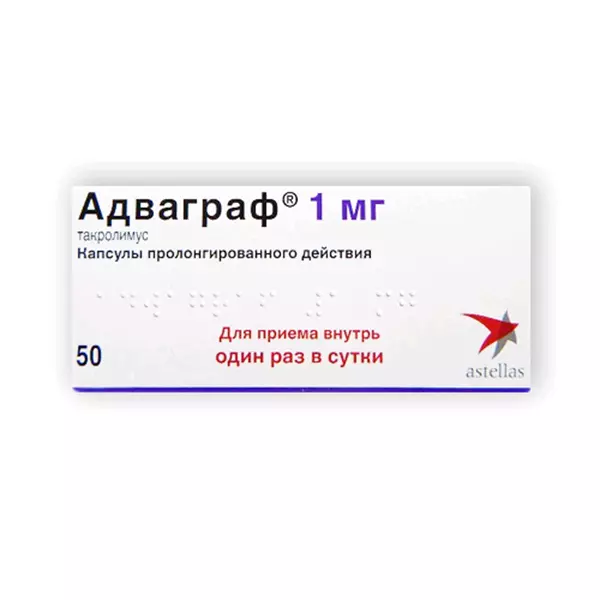 Адваграф® 1 мг
такролимус
Капсулы пролонгированного действия
Для приема внутрь
один раз в сутки
50
astellas